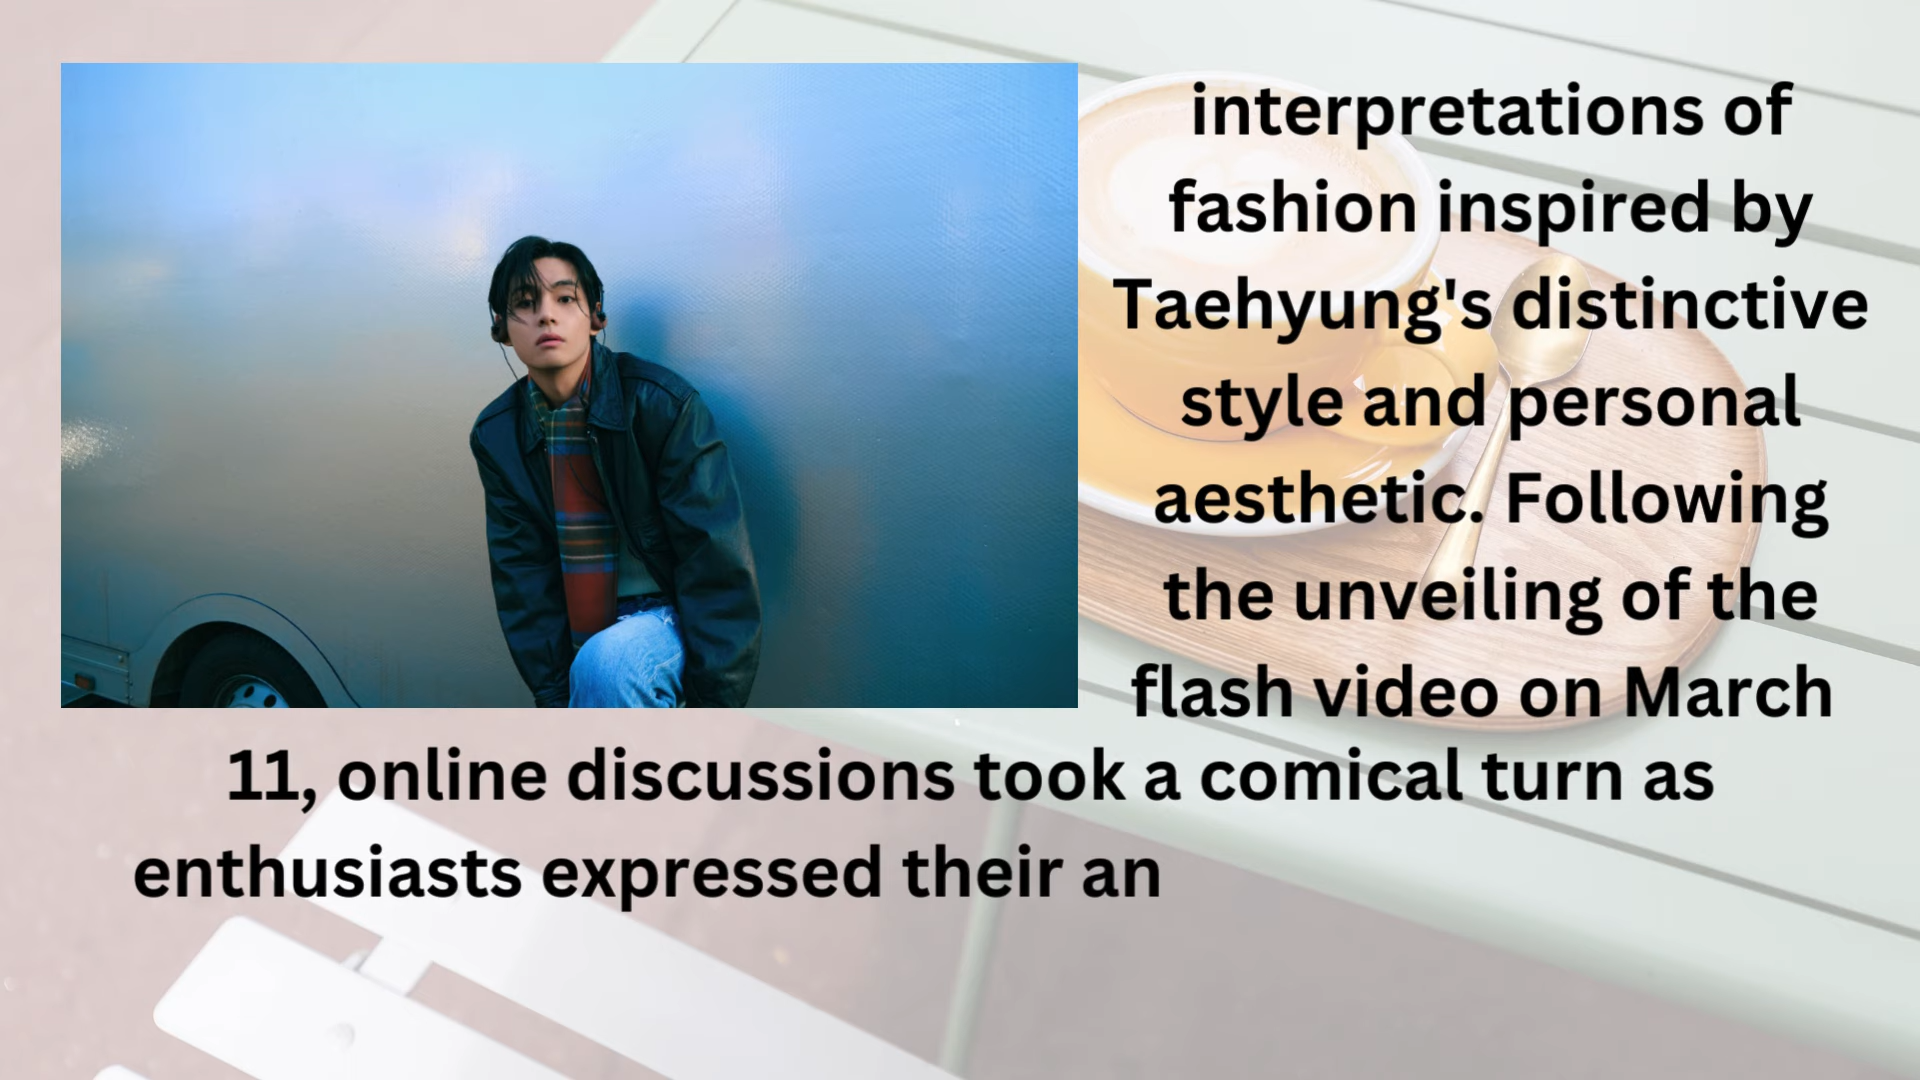 interpretations of
fashion inspired by
Taehyung's distinctive
style and personal
aesthetic. Following
the unveiling of the
flash video on March
11, online discussions took a comical turn as
enthusiasts expressed their an